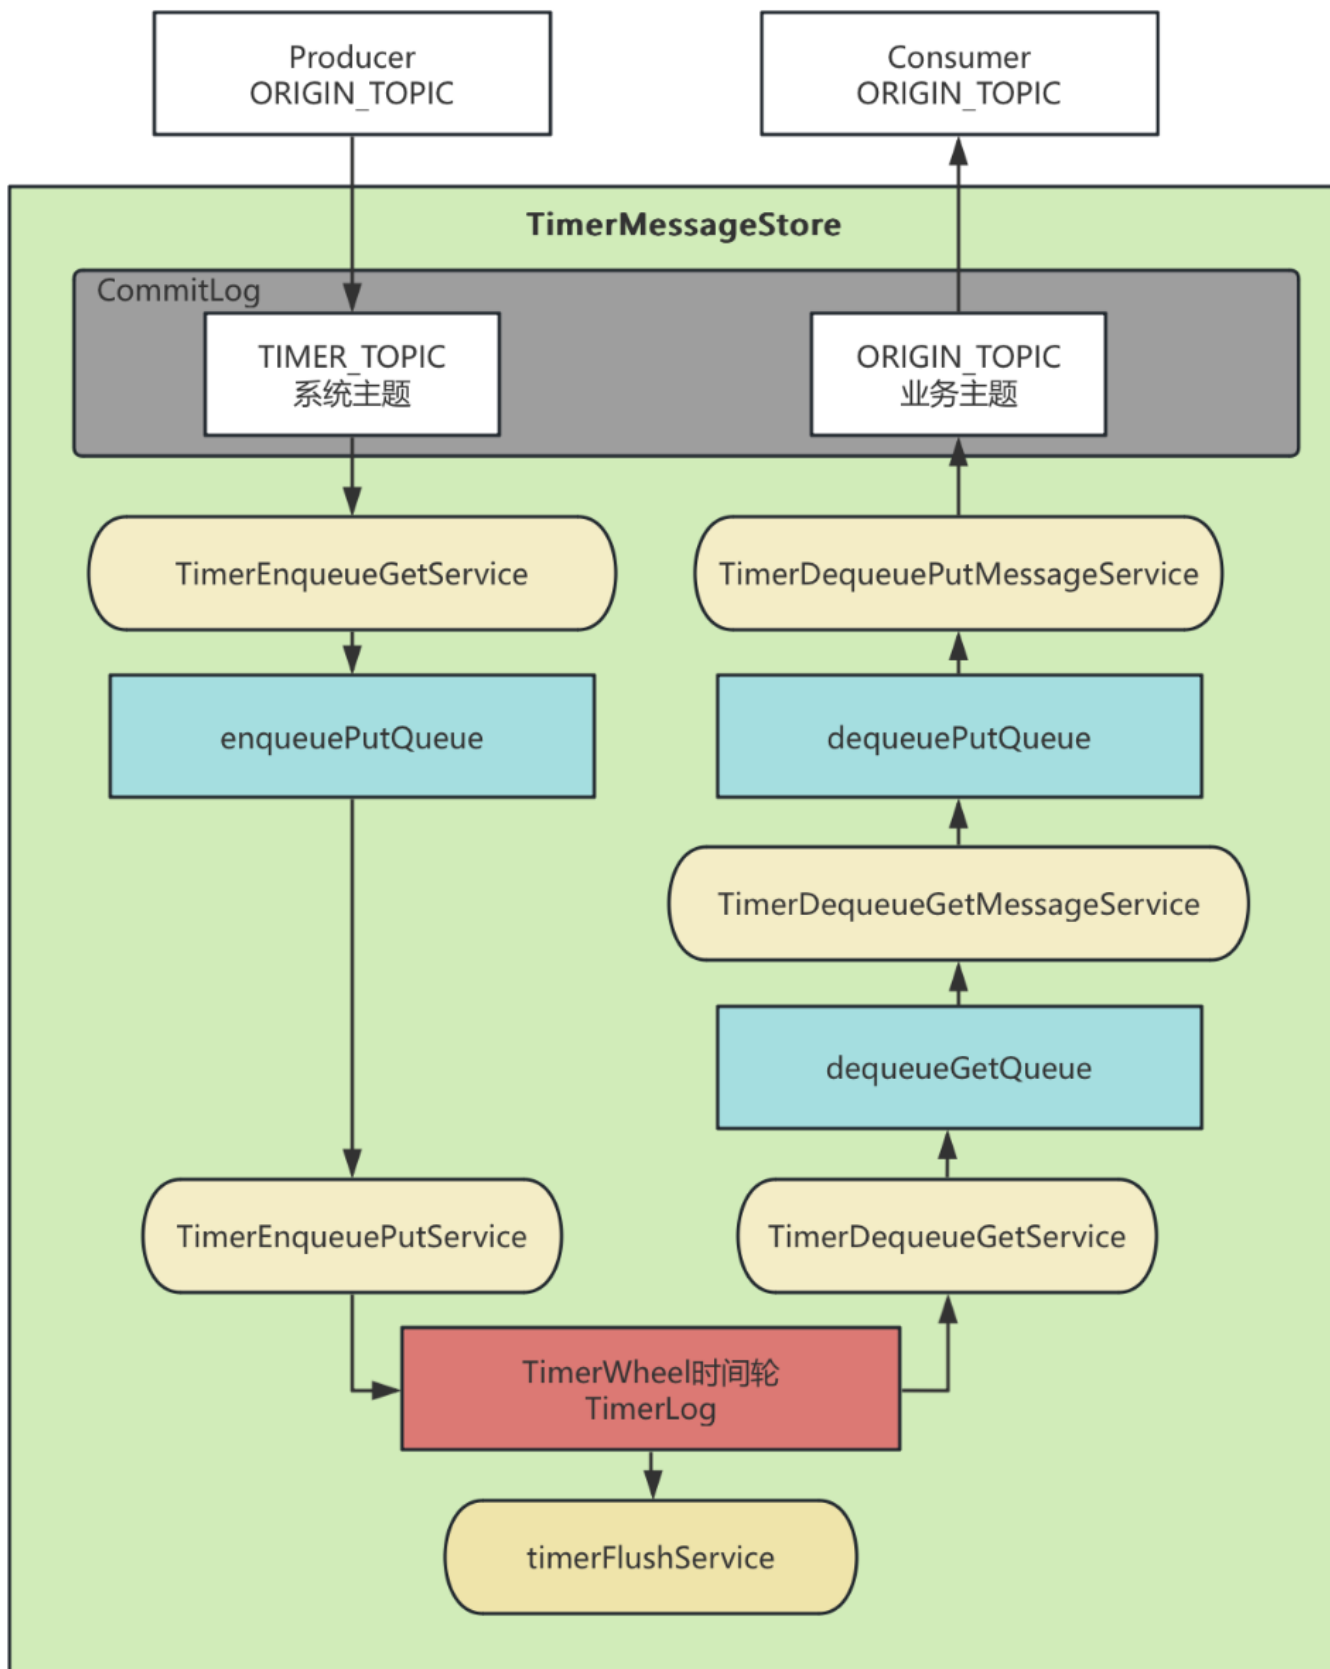 Producer
ORIGIN_TOPIC
Consumer
ORIGIN_TOPIC
TimerMessageStore
CommitLog
TIMER_TOPIC
系统主题
ORIGIN_TOPIC
业务主题
TimerEnqueueGetService
TimerDequeuePutMessageService
enqueuePutQueue
dequeuePutQueue
TimerDequeueGetMessageService
dequeueGetQueue
TimerEnqueuePutService
TimerDequeueGetService
TimerWheel时间轮
TimerLog
timerFlushService